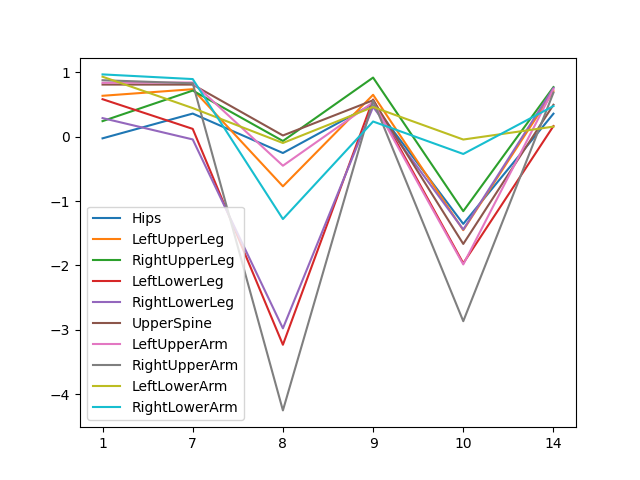 1
0
−1
−2
−3
−4
Hips
LeftUpperLeg
RightUpperLeg
LeftLowerLeg
RightLowerLeg
UpperSpine
LeftUpperArm
RightUpperArm
LeftLowerArm
RightLowerArm
1 7 8 9 10 14